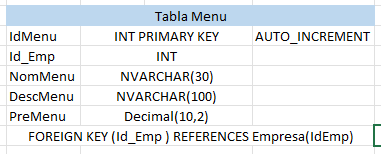 Tabla Menu
IdMenu INT PRIMARY KEY AUTO_INCREMENT
Id_Emp INT
NomMenu NVARCHAR(30)
DescMenu NVARCHAR(100)
PreMenu Decimal(10,2)
FOREIGN KEY (Id_Emp ) REFERENCES Empresa(IdEmp)